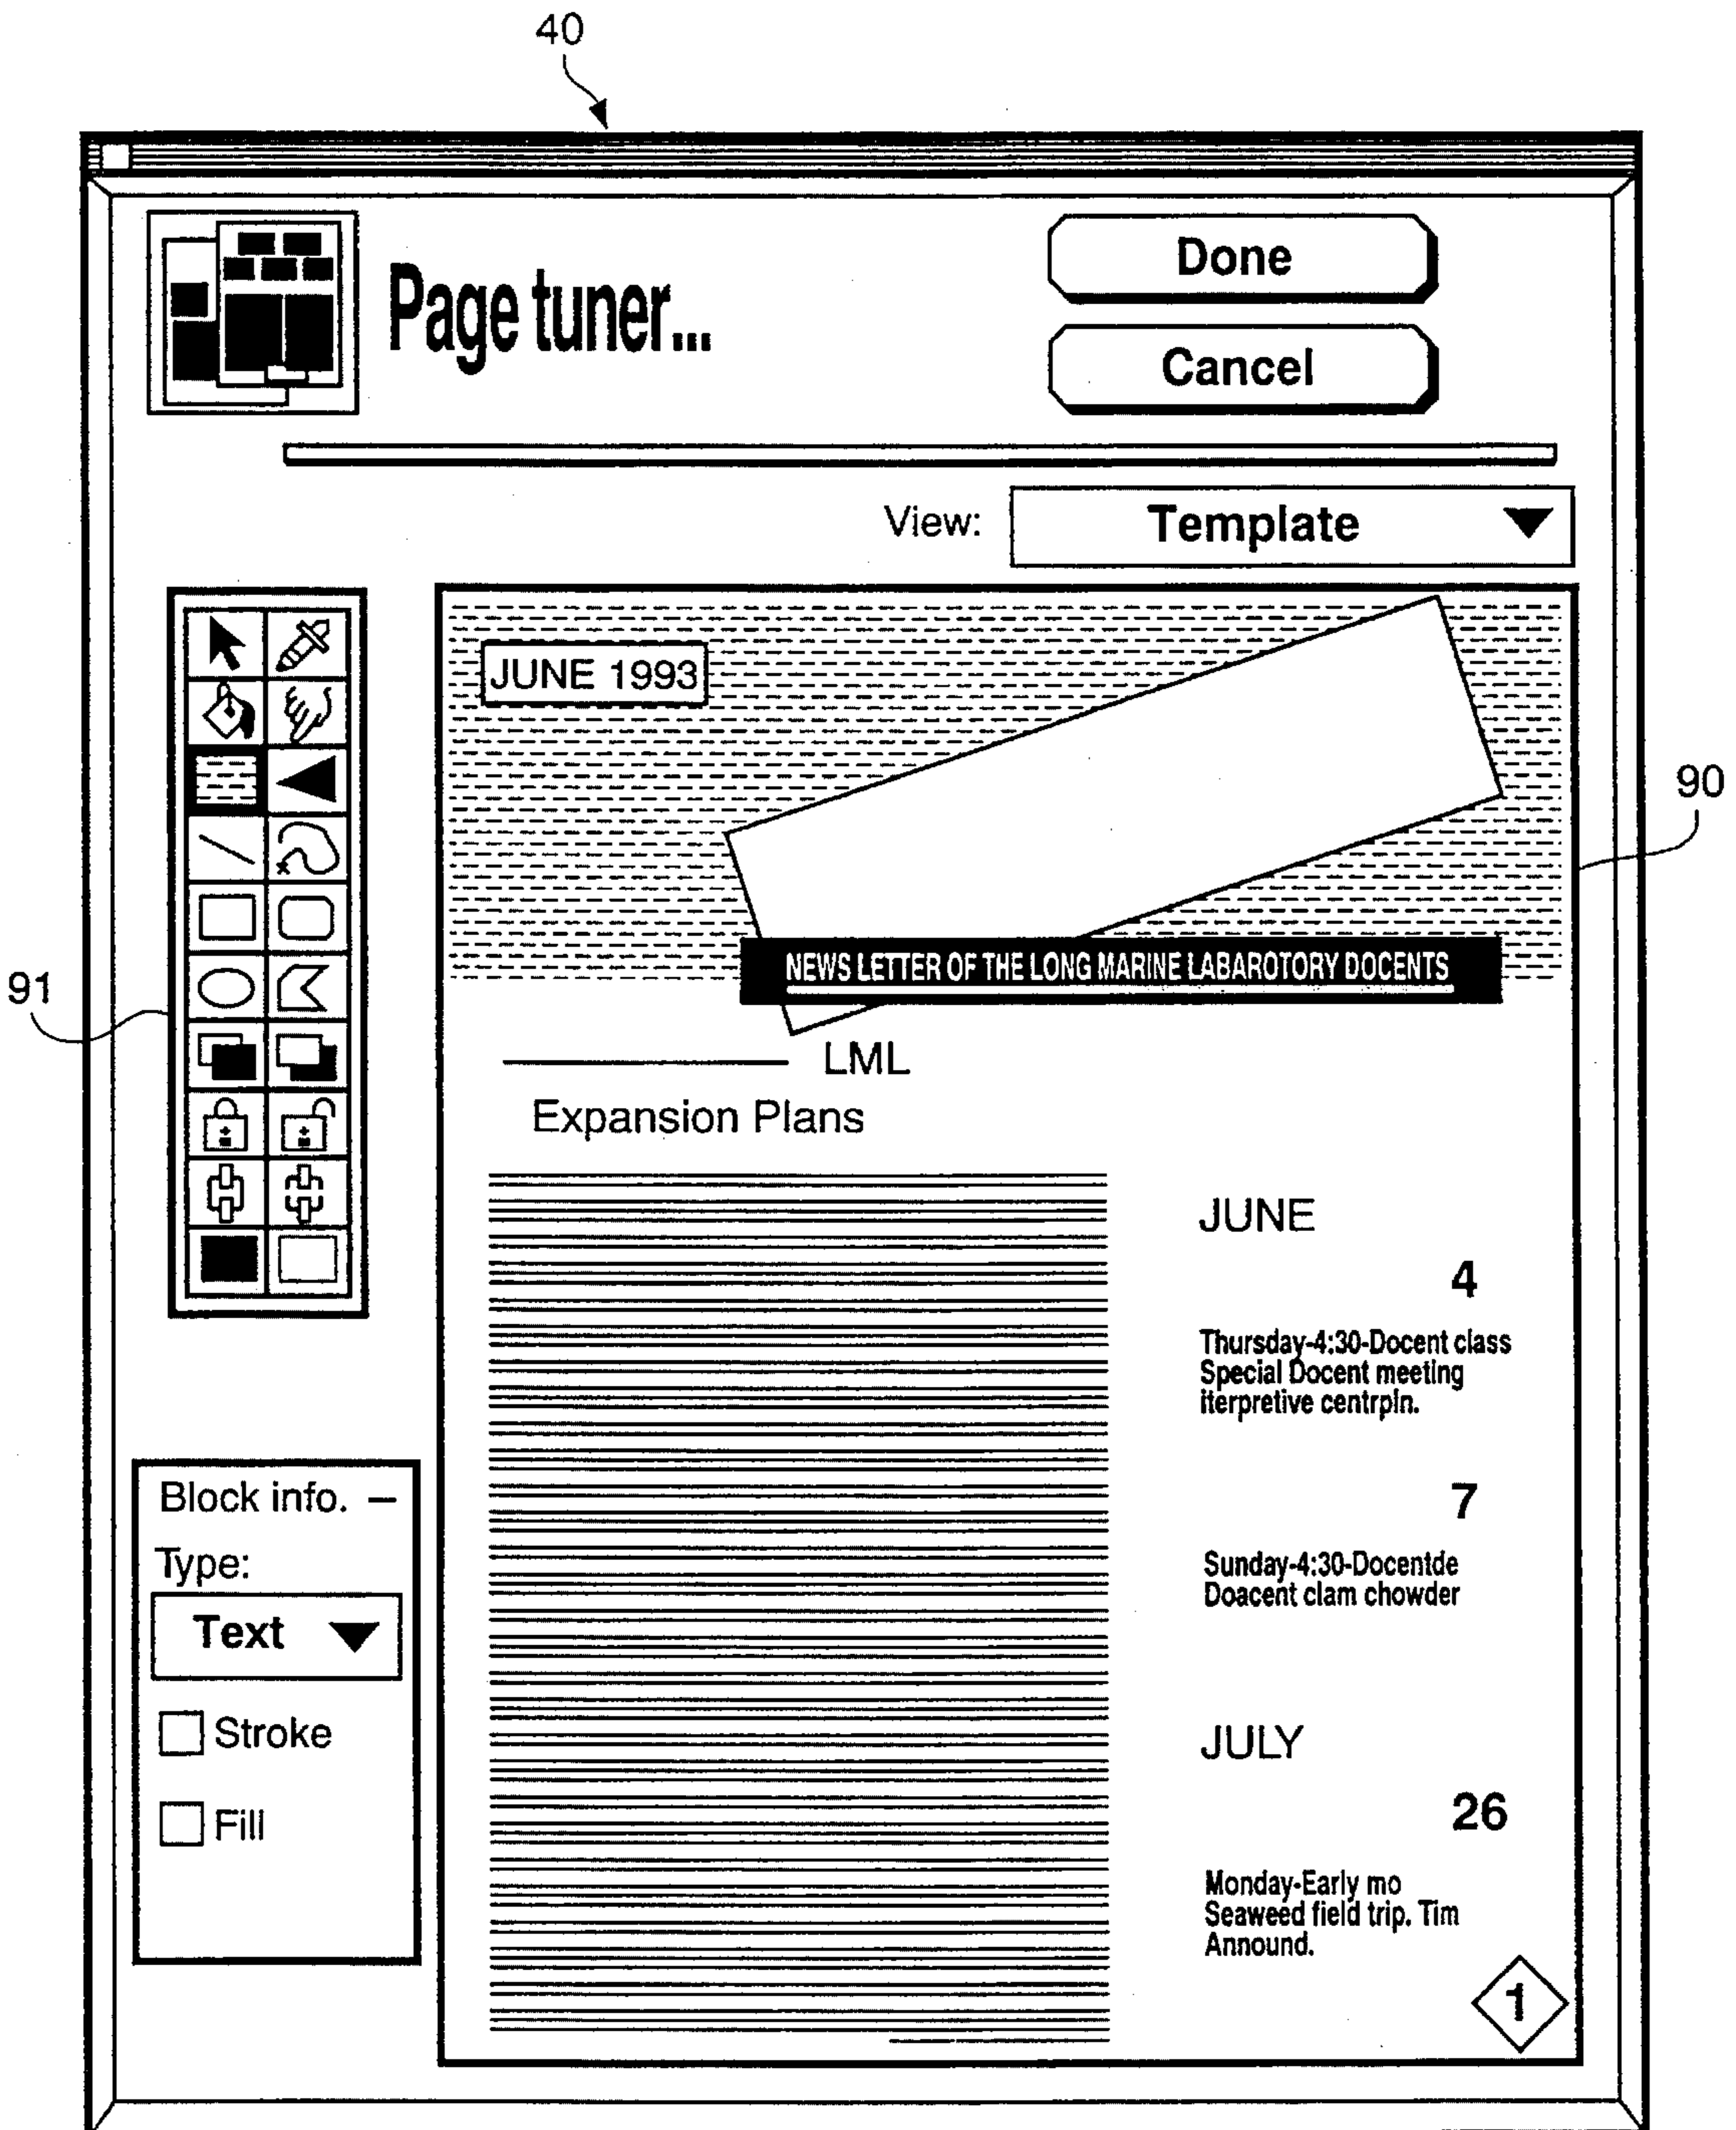 40
Page tuner...
Done
Cancel
View:
Template
JUNE 1993
90
NEWS LETTER OF THE LONG MARINE LABAROTORY DOCENTS
91
LML
Expansion Plans
JUNE
4
Thursday-4:30-Docent class
Special Docent meeting
iterpretive centrpin.
7
Sunday-4:30-Docentde
Doacent clam chowder
JULY
26
Monday-Early mo
Seaweed field trip. Tim
Annound.
1
Block info. –
Type:
Text
Stroke
Fill